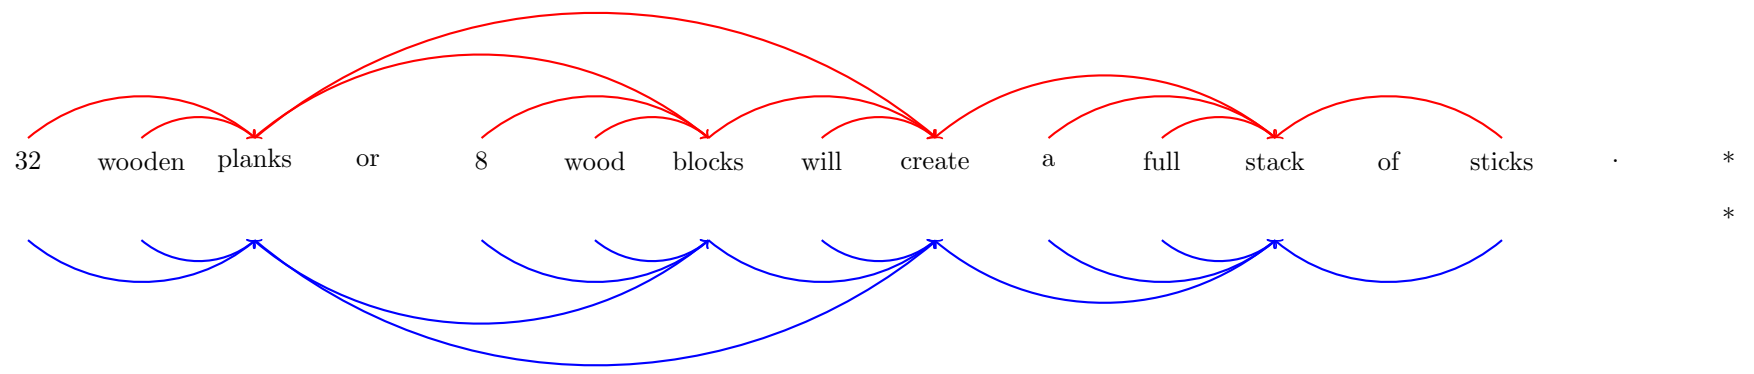 32 wooden planks or 8 wood blocks will create a full stack of sticks . *
*